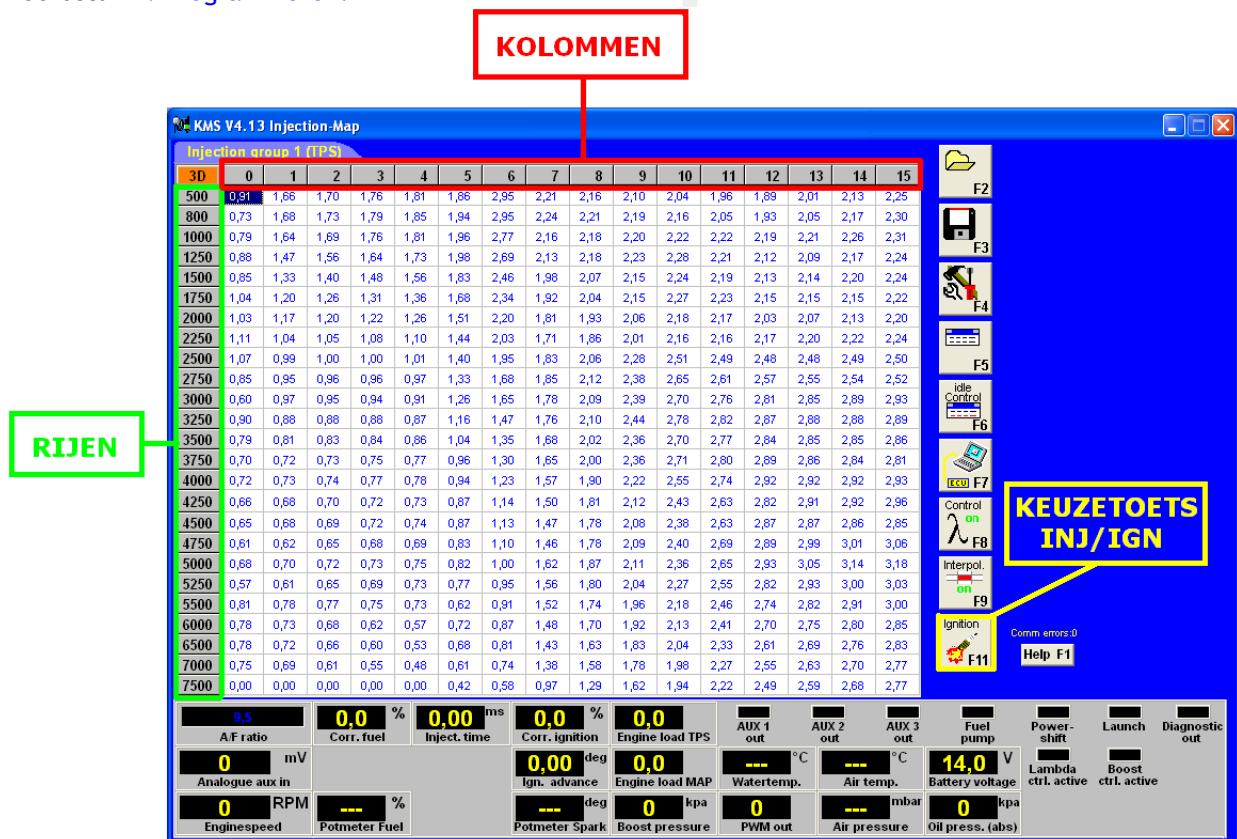 KOLOMMEN
KMS V4.13 Injection-Map
Injection group 1 (TPS)
3D 0 1 2 3 4 5 6 7 8 9 10 11 12 13 14 15
500 0,91 1,66 1,70 1,76 1,81 1,86 2,95 2,21 2,16 2,10 2,04 1,96 1,89 2,01 2,13 2,25
800 0,73 1,68 1,73 1,79 1,85 1,94 2,95 2,24 2,21 2,19 2,16 2,05 1,93 2,05 2,17 2,30
1000 0,79 1,64 1,69 1,76 1,81 1,96 2,77 2,16 2,18 2,20 2,22 2,22 2,19 2,21 2,26 2,31
1250 0,88 1,47 1,56 1,64 1,73 1,98 2,69 2,13 2,18 2,23 2,28 2,21 2,12 2,09 2,17 2,24
1500 0,85 1,33 1,40 1,48 1,56 1,83 2,46 1,98 2,07 2,15 2,24 2,19 2,13 2,14 2,20 2,24
1750 1,04 1,20 1,26 1,31 1,36 1,68 2,34 1,92 2,04 2,15 2,27 2,23 2,15 2,15 2,15 2,22
2000 1,03 1,17 1,20 1,22 1,26 1,51 2,20 1,81 1,93 2,06 2,18 2,17 2,03 2,07 2,13 2,20
2250 1,11 1,04 1,05 1,08 1,10 1,44 2,03 1,71 1,86 2,01 2,16 2,16 2,17 2,20 2,22 2,24
2500 1,07 0,99 1,00 1,00 1,01 1,40 1,95 1,83 2,06 2,28 2,51 2,49 2,48 2,48 2,49 2,50
2750 0,85 0,95 0,96 0,96 0,97 1,33 1,68 1,85 2,12 2,38 2,65 2,61 2,57 2,55 2,54 2,52
3000 0,60 0,97 0,95 0,94 0,91 1,26 1,65 1,78 2,09 2,39 2,70 2,76 2,81 2,85 2,89 2,93
3250 0,90 0,88 0,88 0,88 0,87 1,16 1,47 1,76 2,10 2,44 2,78 2,82 2,87 2,88 2,88 2,89
3500 0,79 0,81 0,83 0,84 0,86 1,04 1,35 1,68 2,02 2,36 2,70 2,77 2,84 2,85 2,85 2,86
3750 0,70 0,72 0,73 0,75 0,77 0,96 1,30 1,65 2,00 2,36 2,71 2,80 2,89 2,86 2,84 2,81
4000 0,72 0,73 0,74 0,77 0,78 0,94 1,23 1,57 1,90 2,22 2,55 2,74 2,92 2,92 2,92 2,93
4250 0,66 0,68 0,70 0,72 0,73 0,87 1,14 1,50 1,81 2,12 2,43 2,63 2,82 2,91 2,92 2,96
4500 0,65 0,68 0,69 0,72 0,74 0,87 1,13 1,47 1,78 2,08 2,38 2,63 2,87 2,87 2,86 2,85
4750 0,61 0,62 0,65 0,68 0,69 0,83 1,10 1,46 1,78 2,09 2,40 2,69 2,89 2,99 3,01 3,06
5000 0,68 0,70 0,72 0,73 0,75 0,82 1,00 1,62 1,87 2,11 2,36 2,65 2,93 3,05 3,14 3,18
5250 0,57 0,61 0,65 0,69 0,73 0,77 0,95 1,56 1,80 2,04 2,27 2,55 2,82 2,93 3,00 3,03
5500 0,81 0,78 0,77 0,75 0,73 0,62 0,91 1,52 1,74 1,96 2,18 2,46 2,74 2,82 2,91 3,00
6000 0,78 0,73 0,68 0,62 0,57 0,72 0,87 1,48 1,70 1,92 2,13 2,41 2,70 2,75 2,80 2,85
6500 0,78 0,72 0,66 0,60 0,53 0,68 0,81 1,43 1,63 1,83 2,04 2,33 2,61 2,69 2,76 2,83
7000 0,75 0,69 0,61 0,55 0,48 0,61 0,74 1,38 1,58 1,78 1,98 2,27 2,55 2,63 2,70 2,77
7500 0,00 0,00 0,00 0,00 0,00 0,42 0,58 0,97 1,29 1,62 1,94 2,22 2,49 2,59 2,68 2,77
RIJEN
F2
F3
F4
F5
idle
Control
F6
ECU F7
Control
on
λ F8
Interpol.
on
F9
Ignition
F11
KEUZETOETS
INJ/IGN
Comm errors:0
Help F1
9,5 0,0 % 0,00 ms 0,0 % 0,0
A/F ratio Corr. fuel Inject. time Corr. ignition Engine load TPS
AUX 1 out AUX 2 out AUX 3 out Fuel pump Power-shift Launch Diagnostic out
0 mV 0,00 deg 0,0 --- °C --- °C 14,0 V
Analogue aux in Ign. advance Engine load MAP Watertemp. Air temp. Battery voltage
Lambda ctrl. active Boost ctrl. active
0 RPM --- % --- deg 0 kpa 0 --- mbar 0 kpa
Enginespeed Potmeter Fuel Potmeter Spark Boost pressure PWM out Air pressure Oil press. (abs)